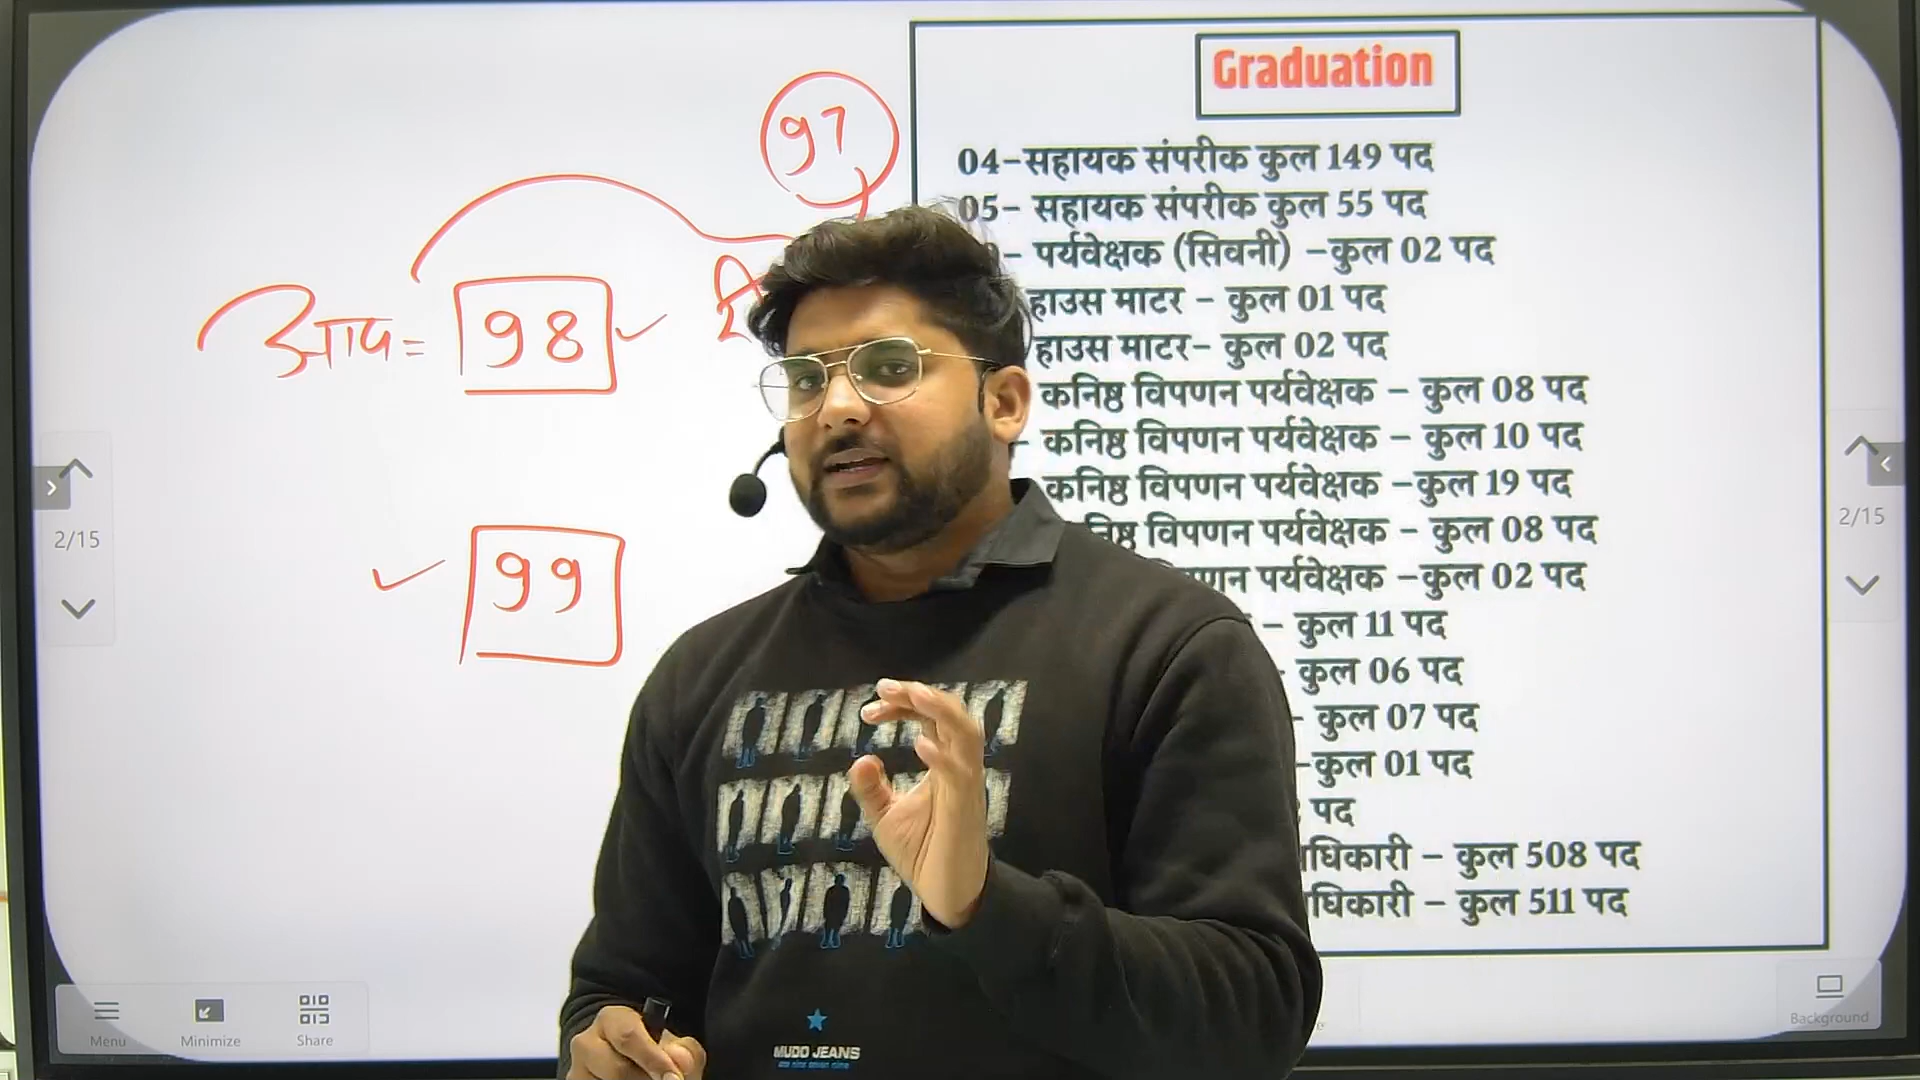 Graduation
04-सहायक संपरीक कुल 149 पद
05- सहायक संपरीक कुल 55 पद
- पर्यवेक्षक (सिवनी) -कुल 02 पद
हाउस माटर - कुल 01 पद
हाउस माटर- कुल 02 पद
कनिष्ठ विपणन पर्यवेक्षक - कुल 08 पद
- कनिष्ठ विपणन पर्यवेक्षक - कुल 10 पद
कनिष्ठ विपणन पर्यवेक्षक -कुल 19 पद
विपणन पर्यवेक्षक - कुल 08 पद
पर्यवेक्षक -कुल 02 पद
- कुल 11 पद
- कुल 06 पद
- कुल 07 पद
-कुल 01 पद
पद
- कुल 508 पद
- कुल 511 पद
97
आप= 98
99
2/15
2/15
Menu
Minimize
Share
Background
MUDD JEANS